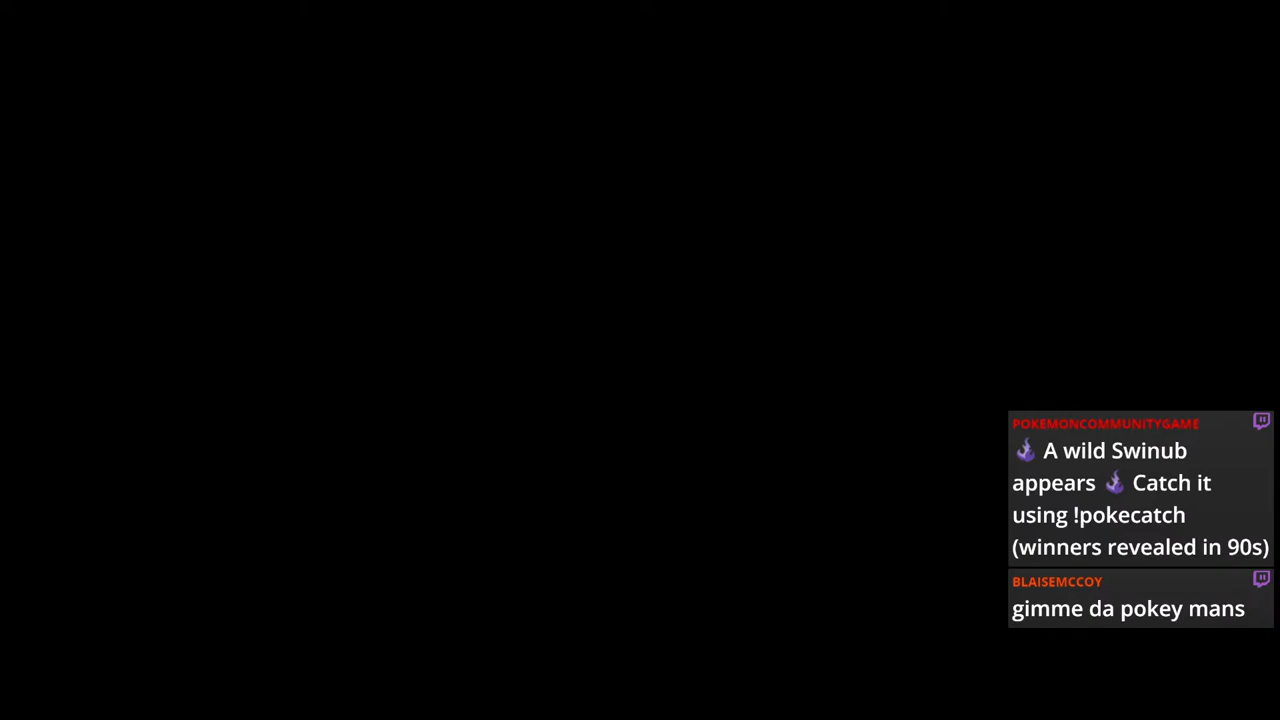 POKEMONCOMMUNITYGAME
A wild Swinub
appears Catch it
using !pokecatch
(winners revealed in 90s)
BLAISEMCCOY
gimme da pokey mans